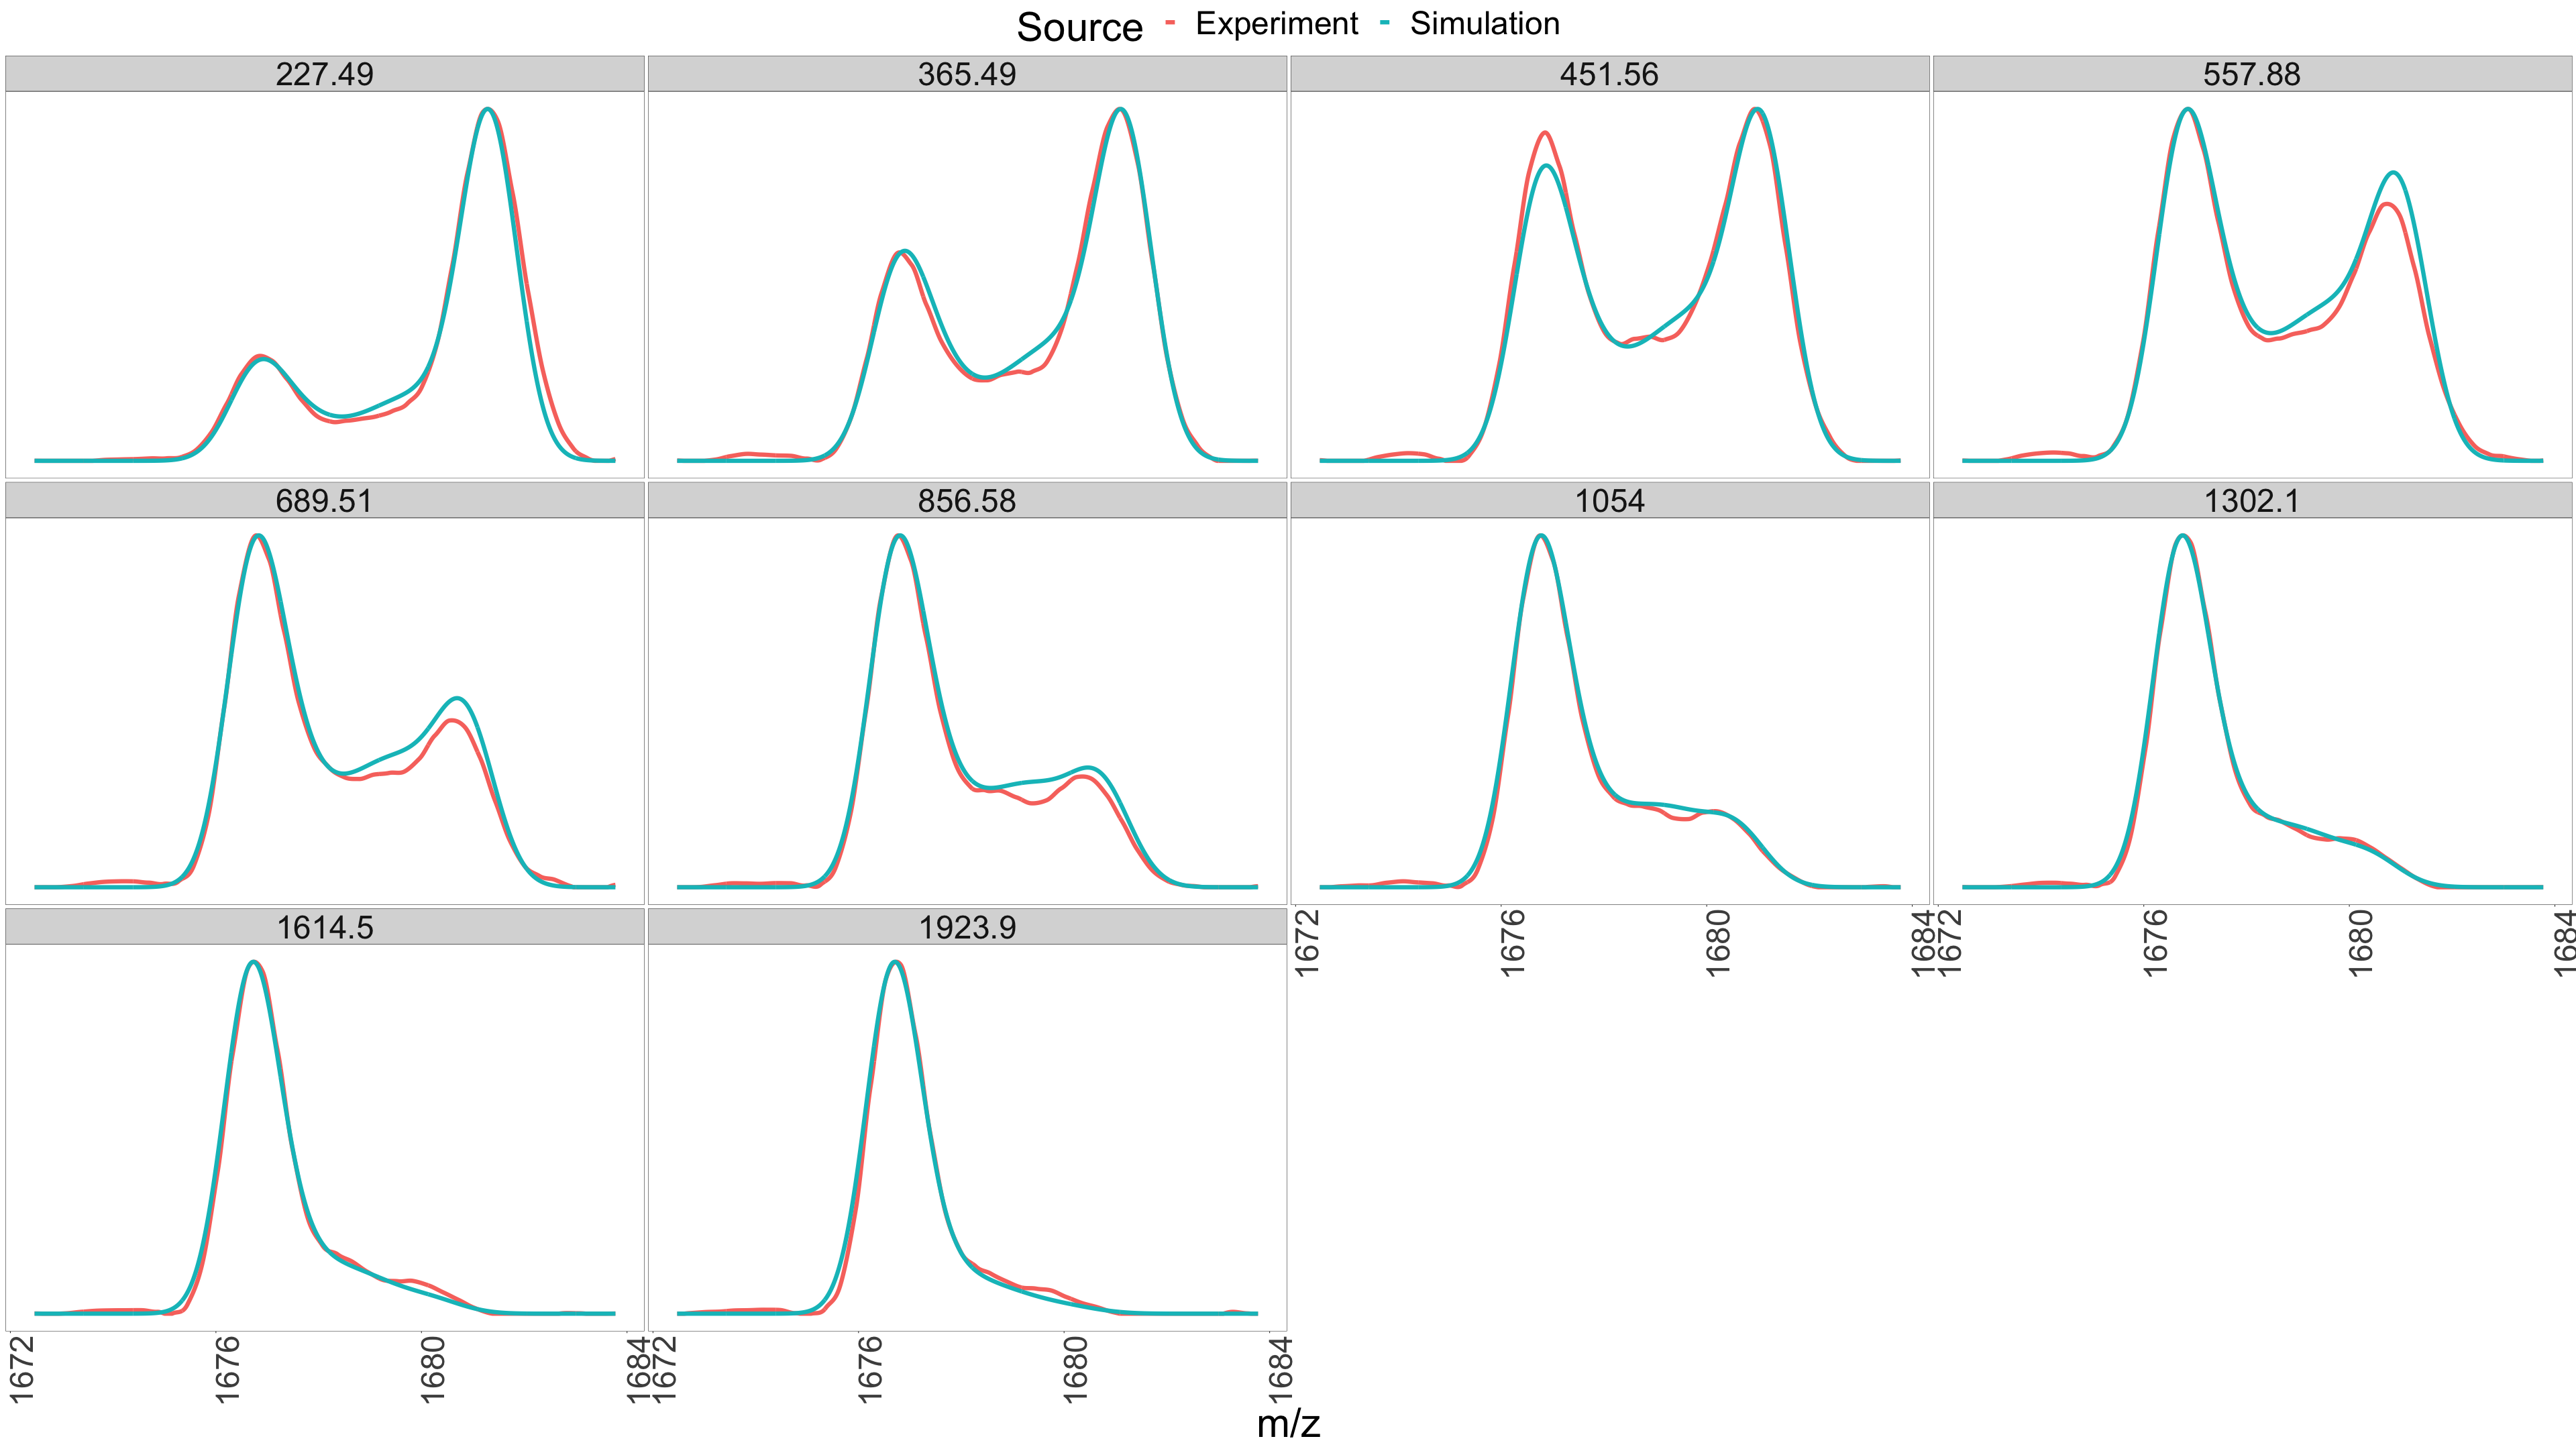 Source - Experiment - Simulation
227.49 365.49 451.56 557.88
689.51 856.58 1054 1302.1
1672 1676 1680 1684 1672 1676 1680 1684
1614.5 1923.9
1672 1676 1680 1684 1672 1676 1680 1684
m/z